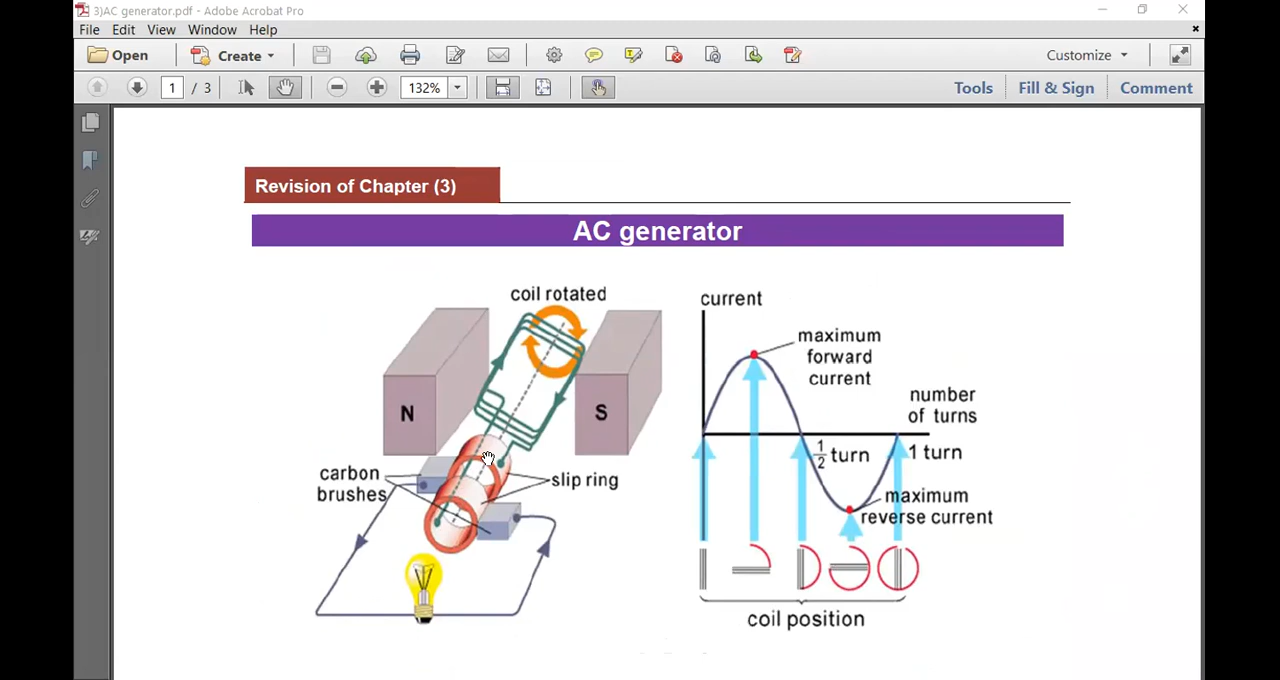 3)AC generator.pdf - Adobe Acrobat Pro
File Edit View Window Help
Open Create Customize
1 / 3 132% Tools Fill & Sign Comment
Revision of Chapter (3)
AC generator
coil rotated
N
S
carbon
brushes
slip ring
current
maximum
forward
current
number
of turns
1/2 turn
1 turn
maximum
reverse current
coil position